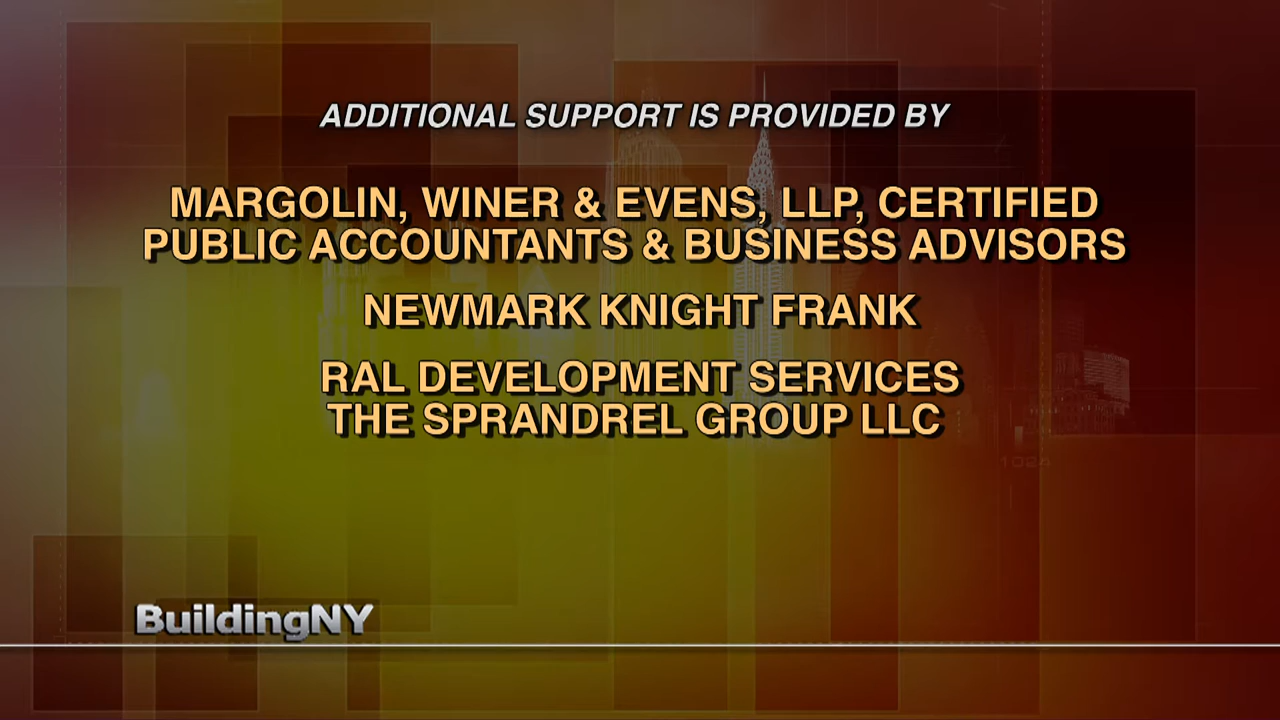 ADDITIONAL SUPPORT IS PROVIDED BY
MARGOLIN, WINER & EVENS, LLP, CERTIFIED
PUBLIC ACCOUNTANTS & BUSINESS ADVISORS
NEWMARK KNIGHT FRANK
RAL DEVELOPMENT SERVICES
THE SPRANDREL GROUP LLC
1024
BuildingNY